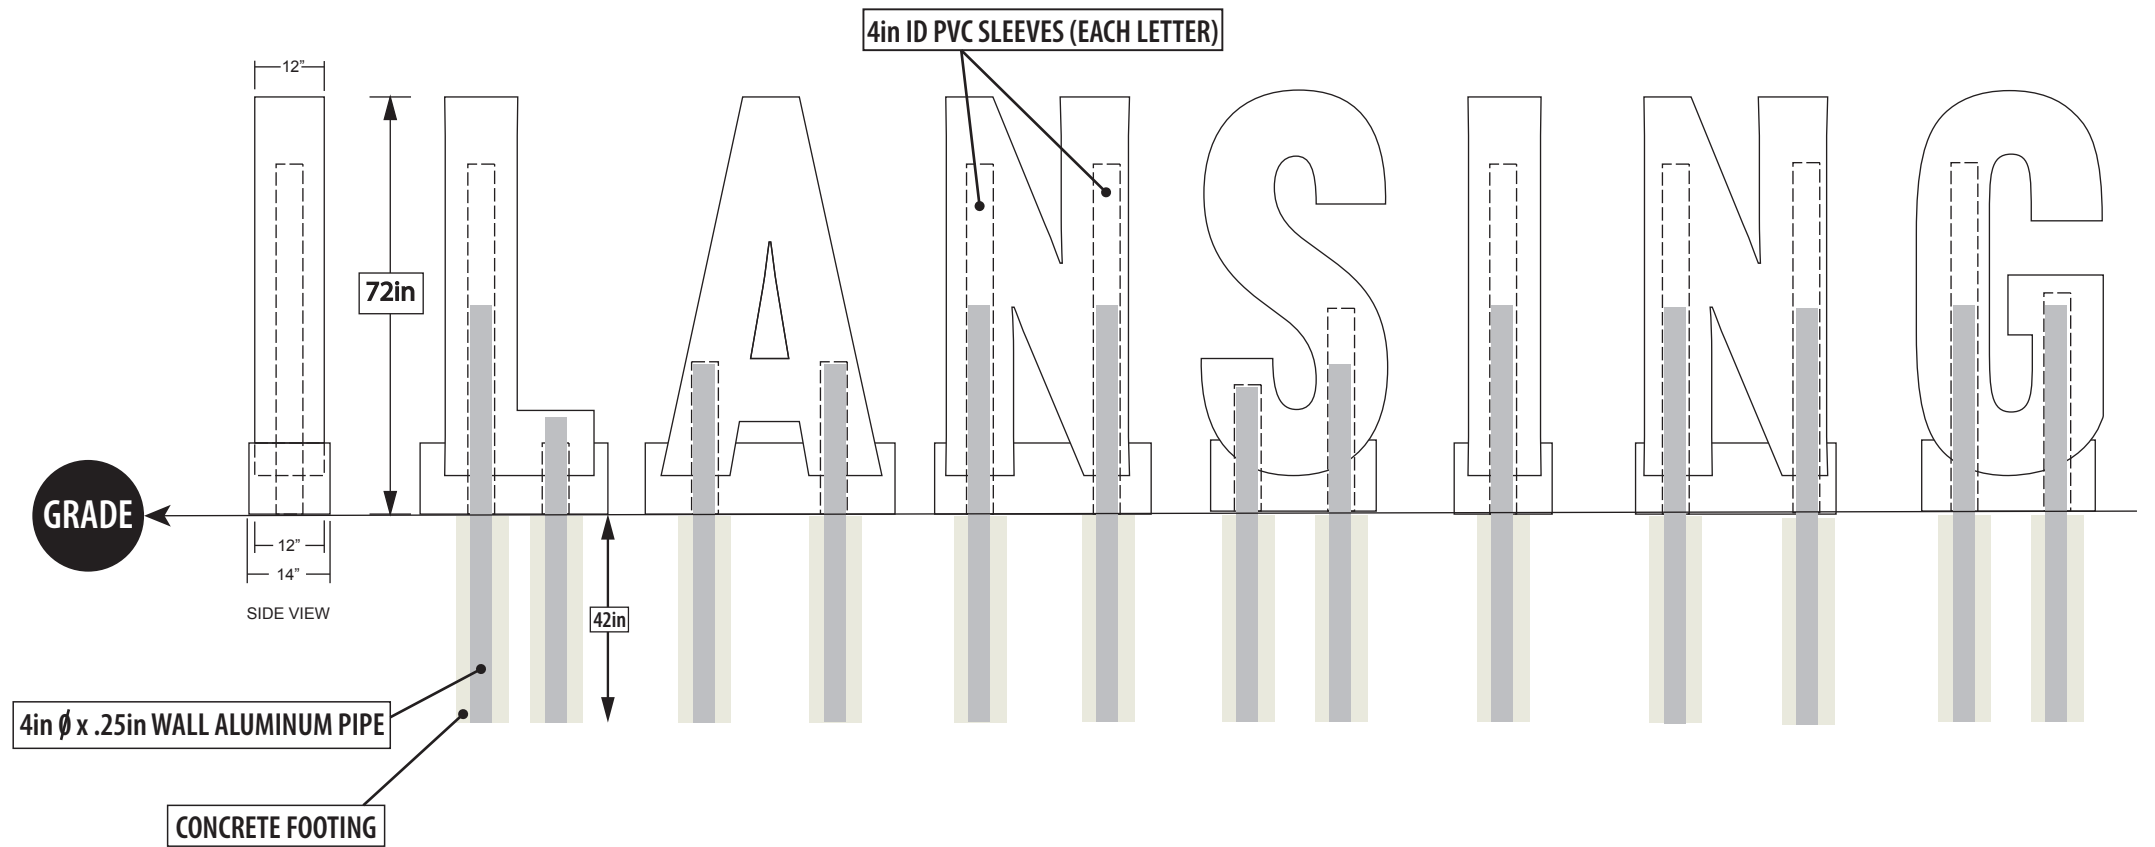 4in ID PVC SLEEVES (EACH LETTER)
12”
LANSING
72in
GRADE
12”
14”
SIDE VIEW
42in
4in Ø x .25in WALL ALUMINUM PIPE
CONCRETE FOOTING